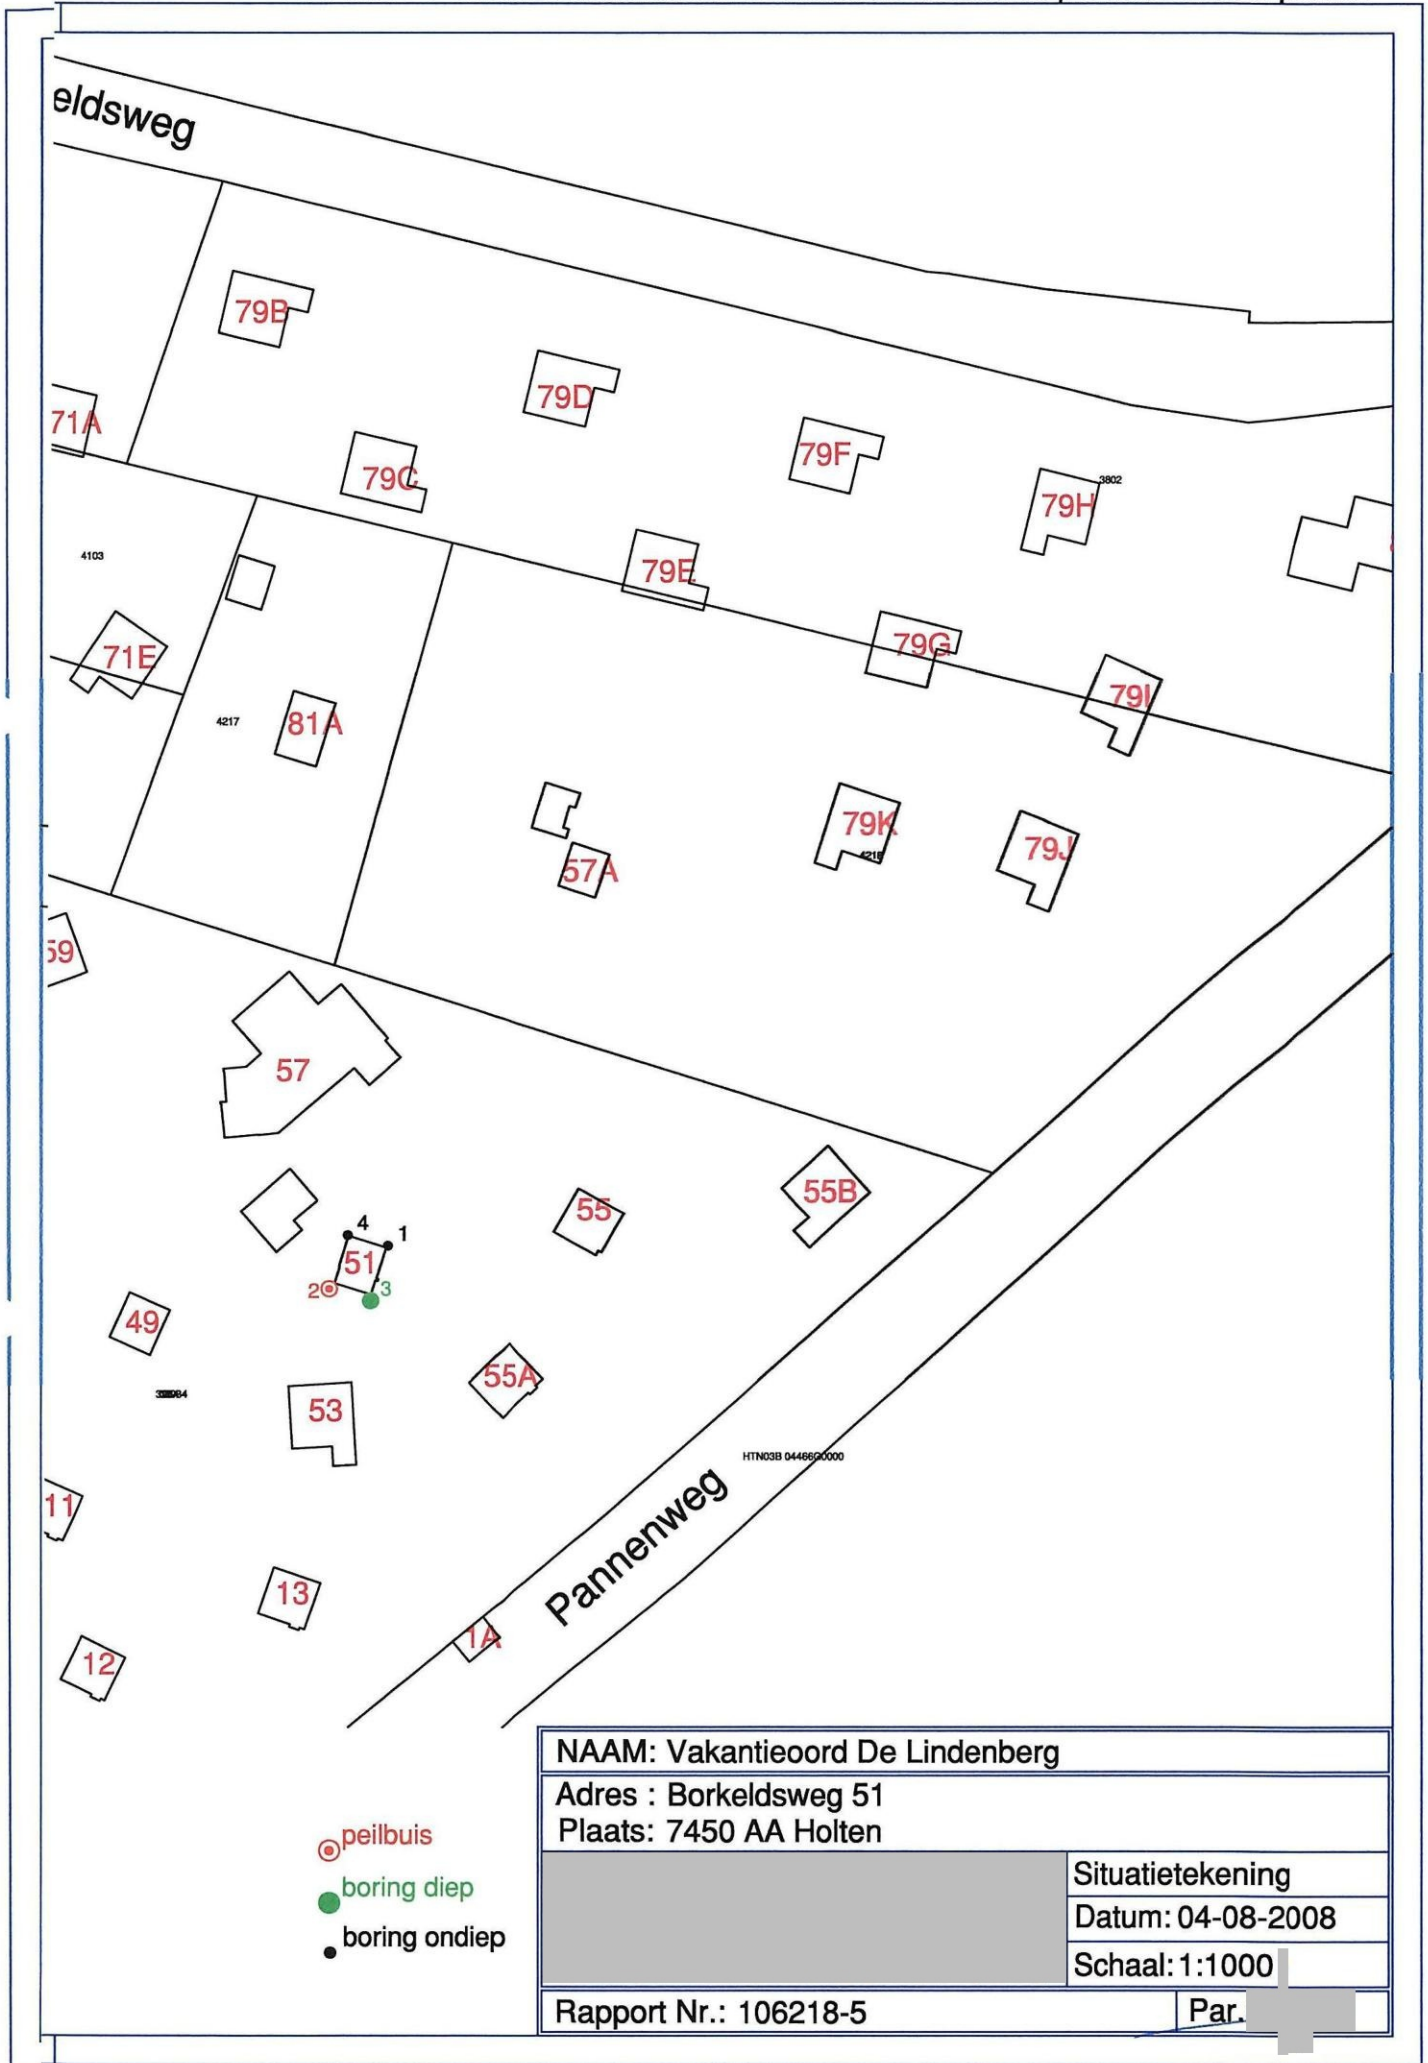 eldsweg
79B
79D
71A
79C
79F
79H
3802
4103
79E
71E
79G
79I
4217
81A
57A
79K
79J
59
57
55
55B
4
1
51
2
3
49
53
55A
HTN03B 04466G0000
Pannenweg
11
13
12
1A
NAAM: Vakantieoord De Lindenberg
Adres : Borkeldsweg 51
Plaats: 7450 AA Holten
peilbuis
boring diep
boring ondiep
Situatietekening
Datum: 04-08-2008
Schaal: 1:1000
Rapport Nr.: 106218-5
Par.